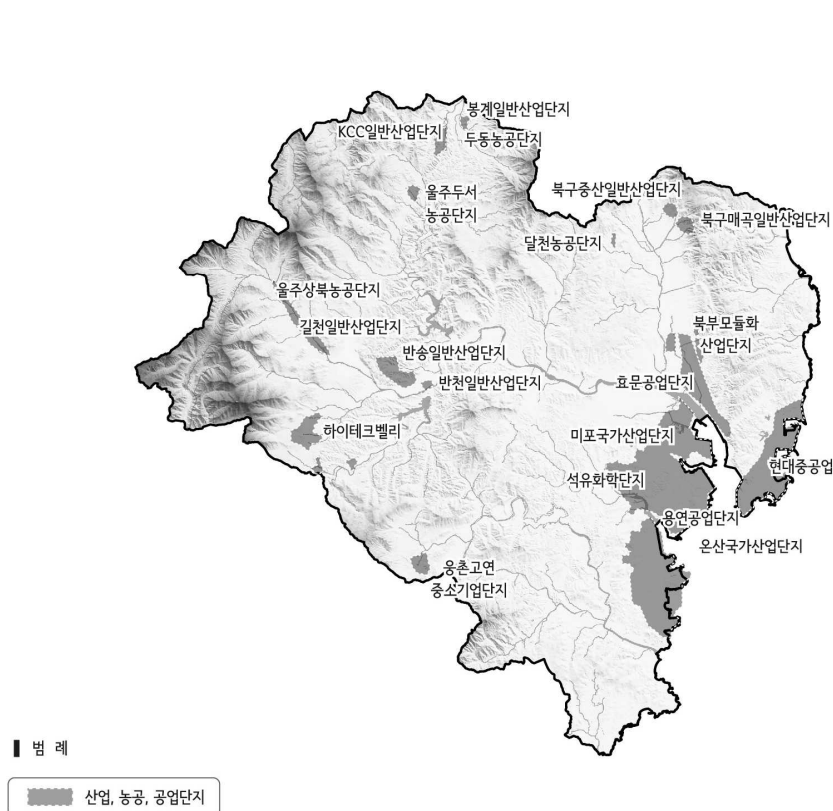 봉계일반산업단지
KCC일반산업단지
두동농공단지
울주두서
농공단지
북구중산일반산업단지
북구매곡일반산업단지
달천농공단지
울주상북농공단지
길천일반산업단지
북부모듈화
산업단지
반송일반산업단지
반천일반산업단지
효문공업단지
하이테크벨리
미포국가산업단지
현대중공업
석유화학단지
용연공업단지
온산국가산업단지
웅촌고연
중소기업단지
범 례
산업, 농공, 공업단지